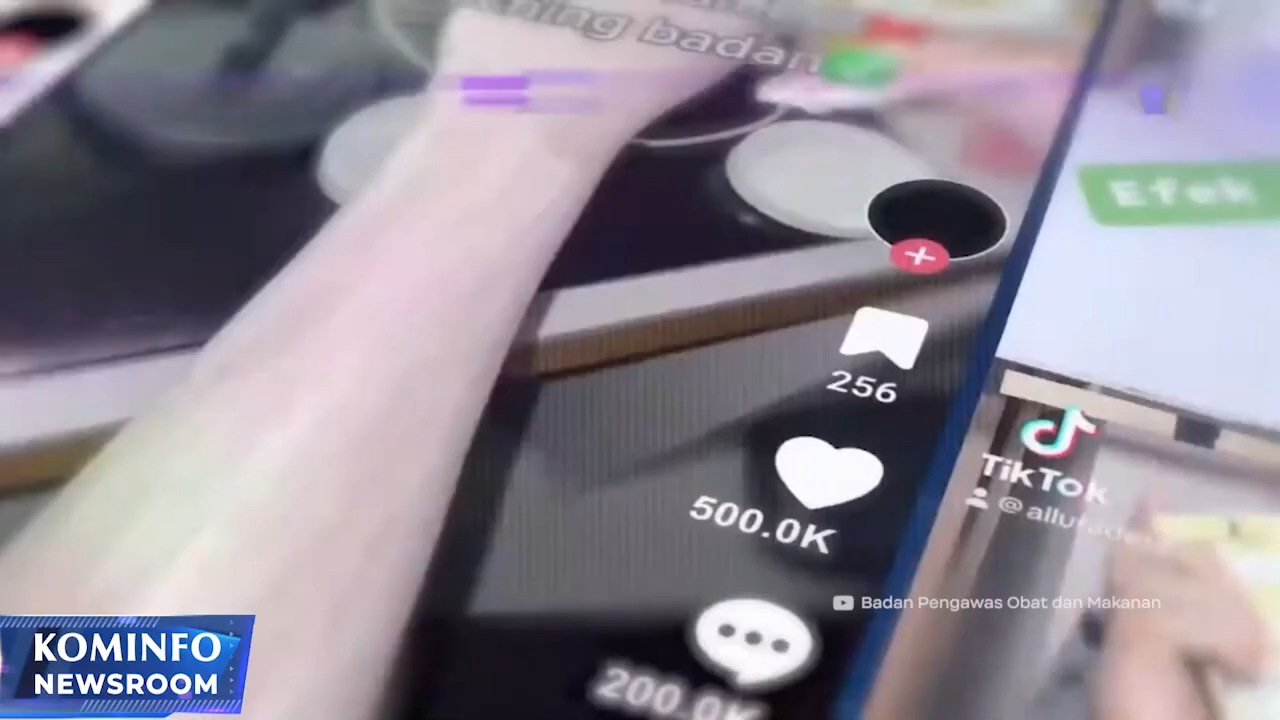 badan
Efek
256
TikTok
500.0K
Badan Pengawas Obat dan Makanan
KOMINFO
NEWSROOM
200.0K